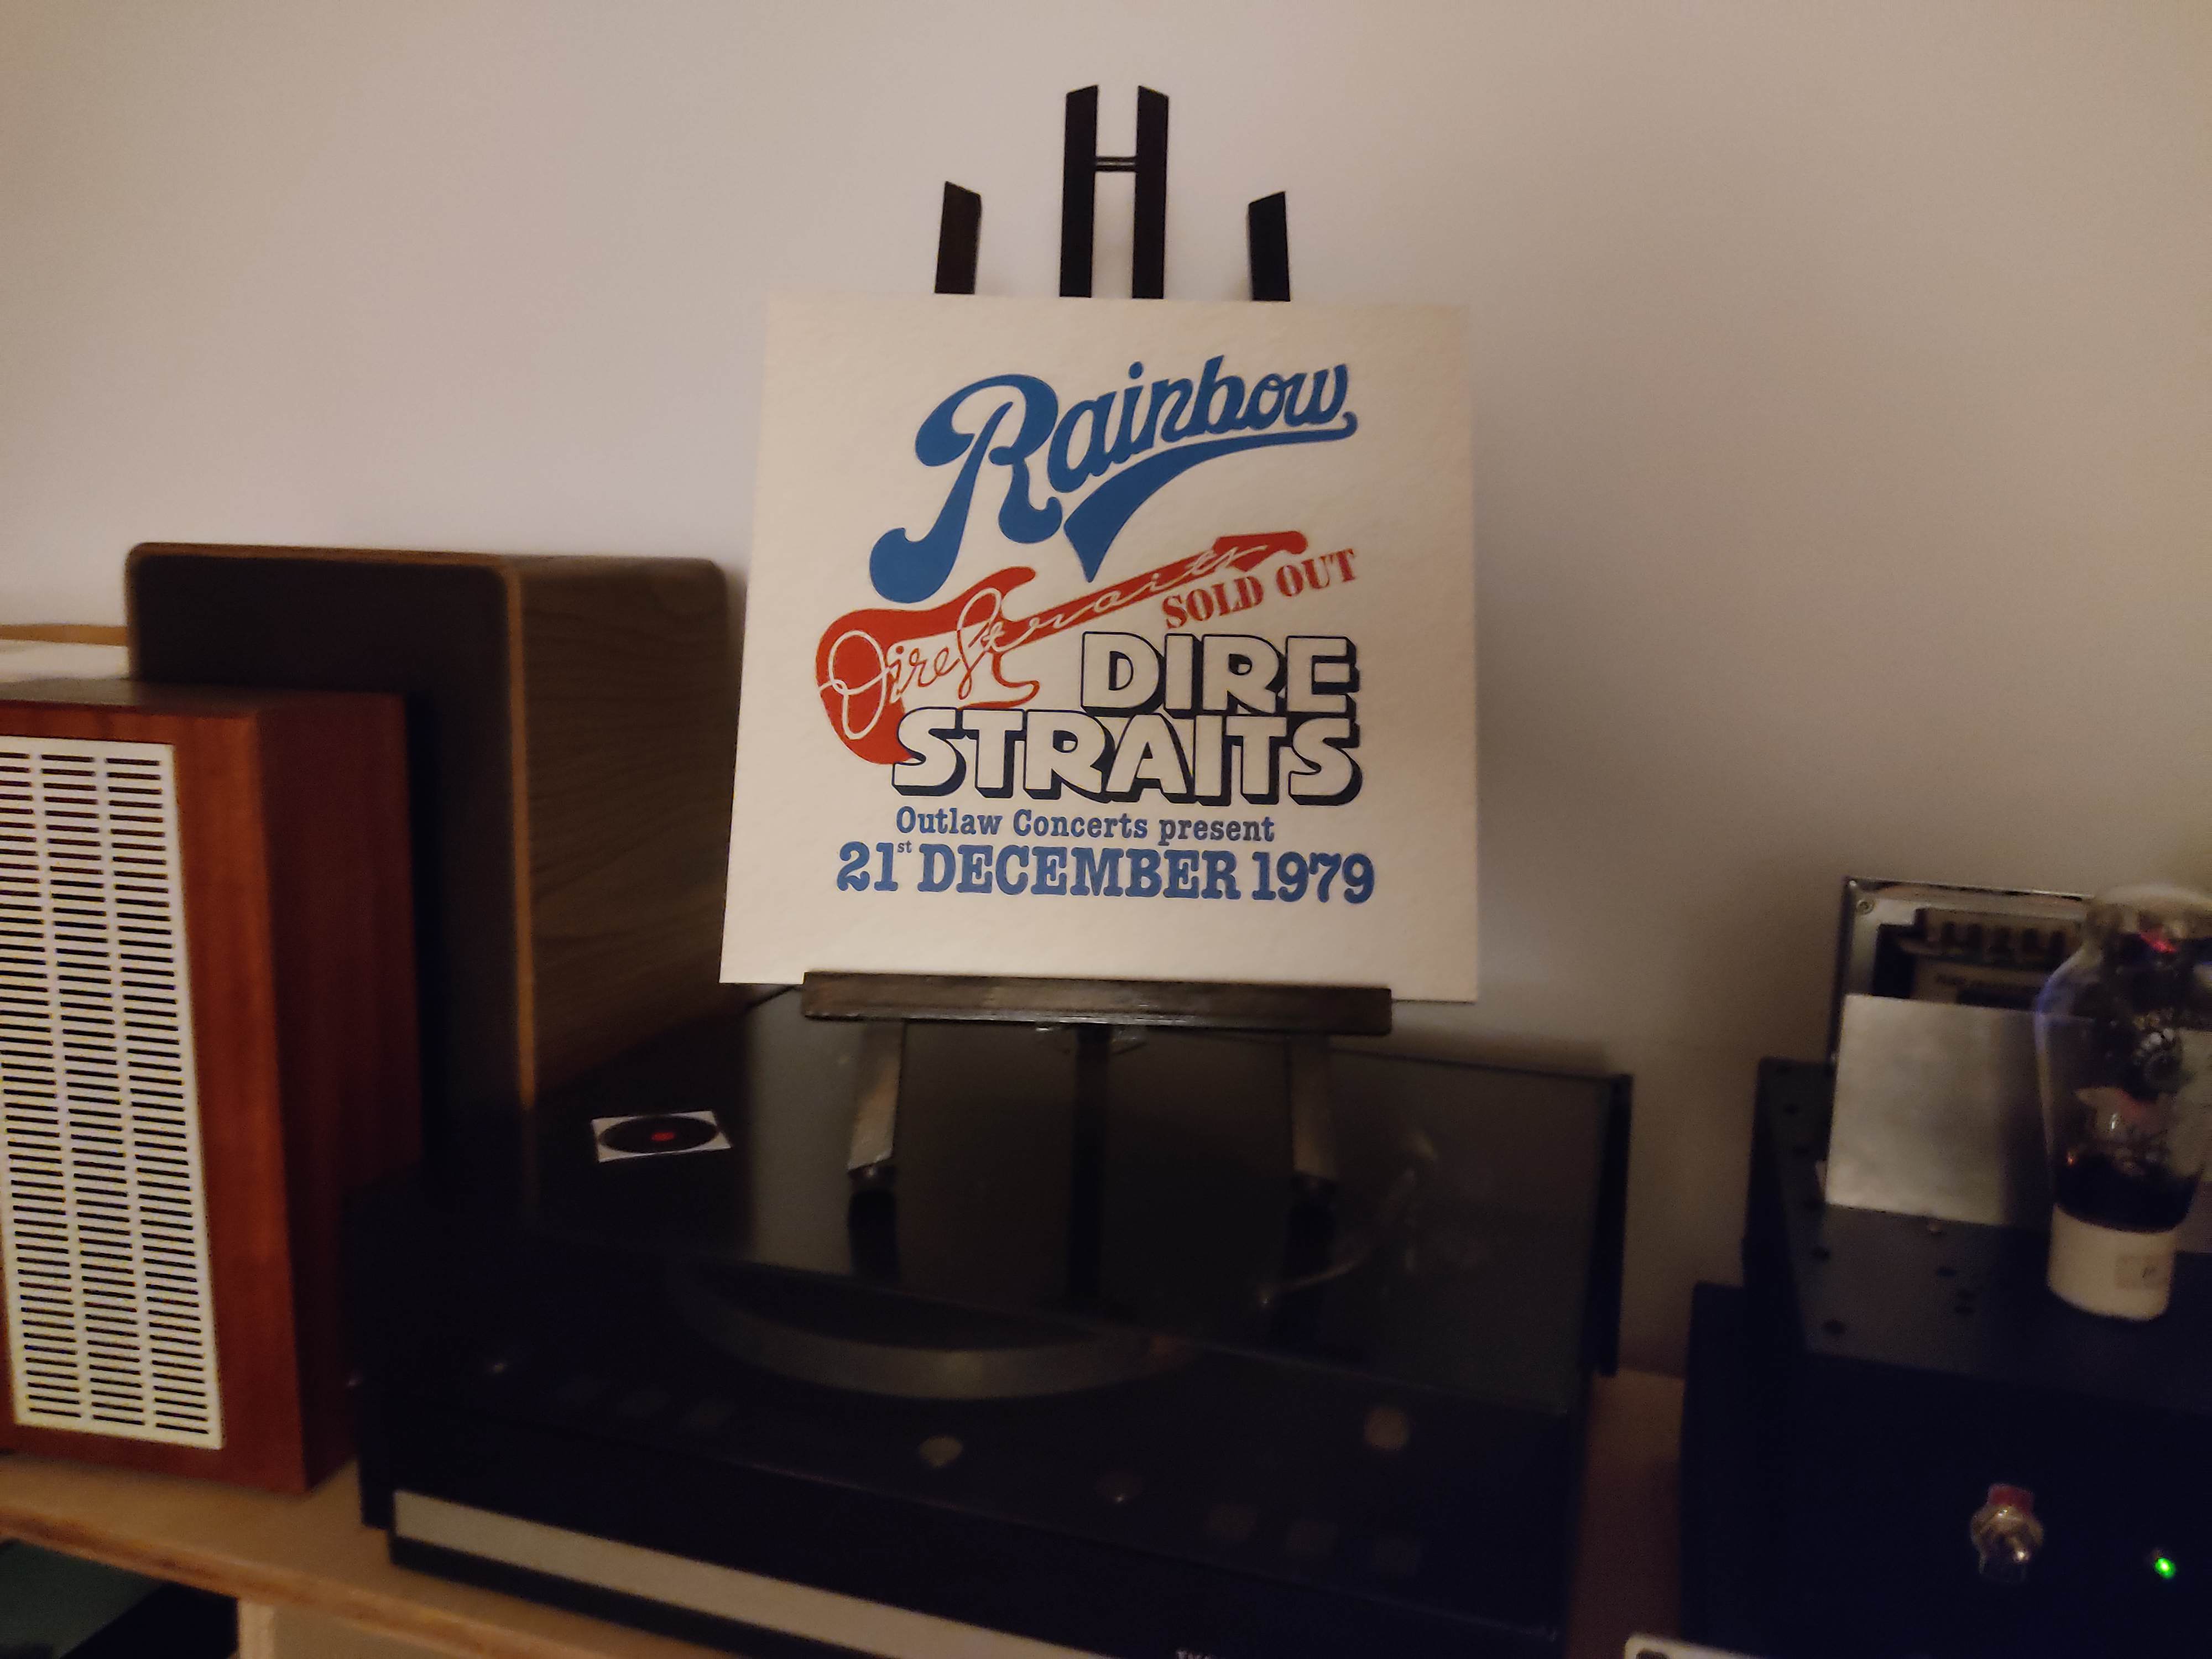 Rainbow
Dire Straits
SOLD OUT
DIRE
STRAITS
Outlaw Concerts present
21st DECEMBER 1979